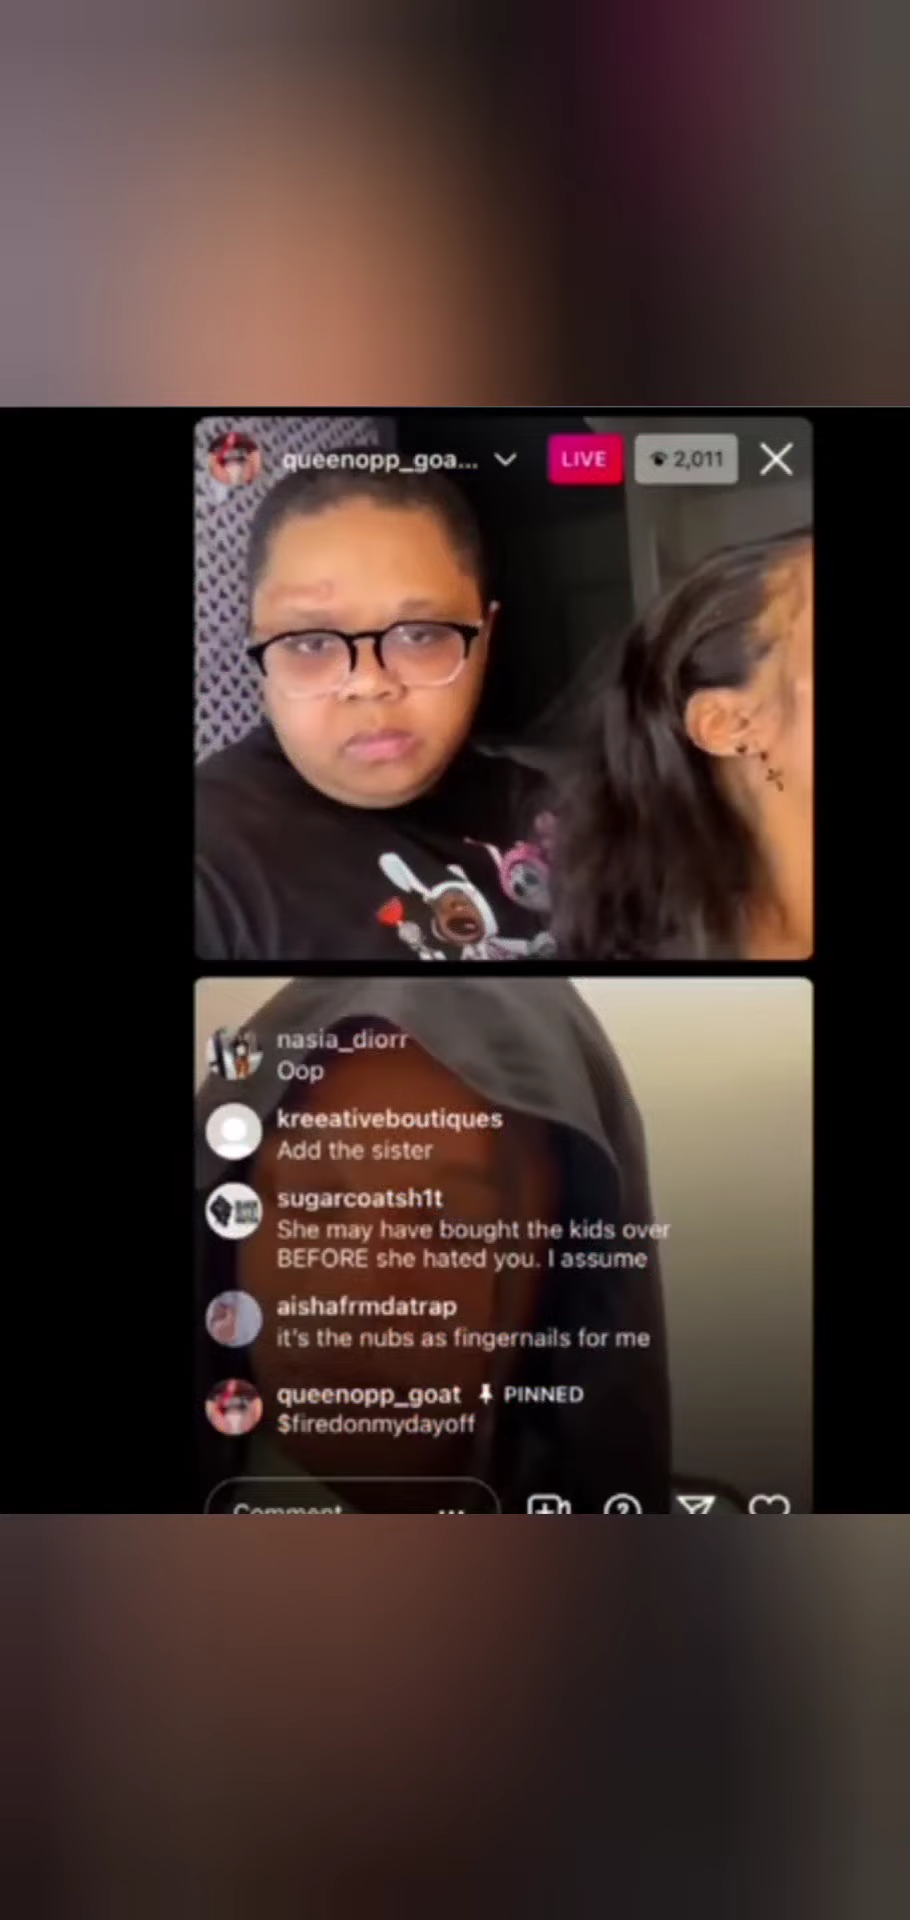 queenopp_goa...
LIVE
2,011
nasia_diorr
Oop
kreeativeboutiques
Add the sister
sugarcoatsh1t
She may have bought the kids over
BEFORE she hated you. I assume
aishafrmdatrap
it's the nubs as fingernails for me
queenopp_goat PINNED
$firedonmydayoff
Comment ...